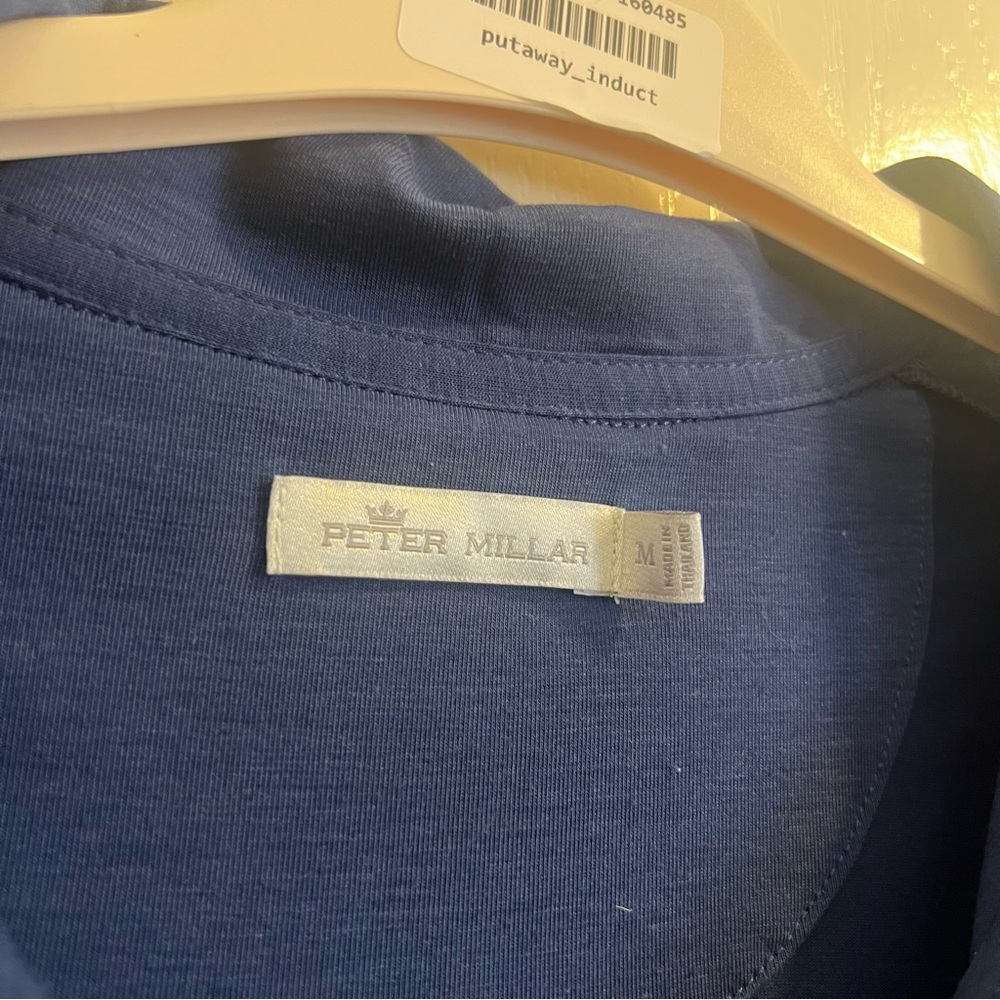 160485
putaway_induct
PETER MILLAR
M
MADE IN
THAILAND